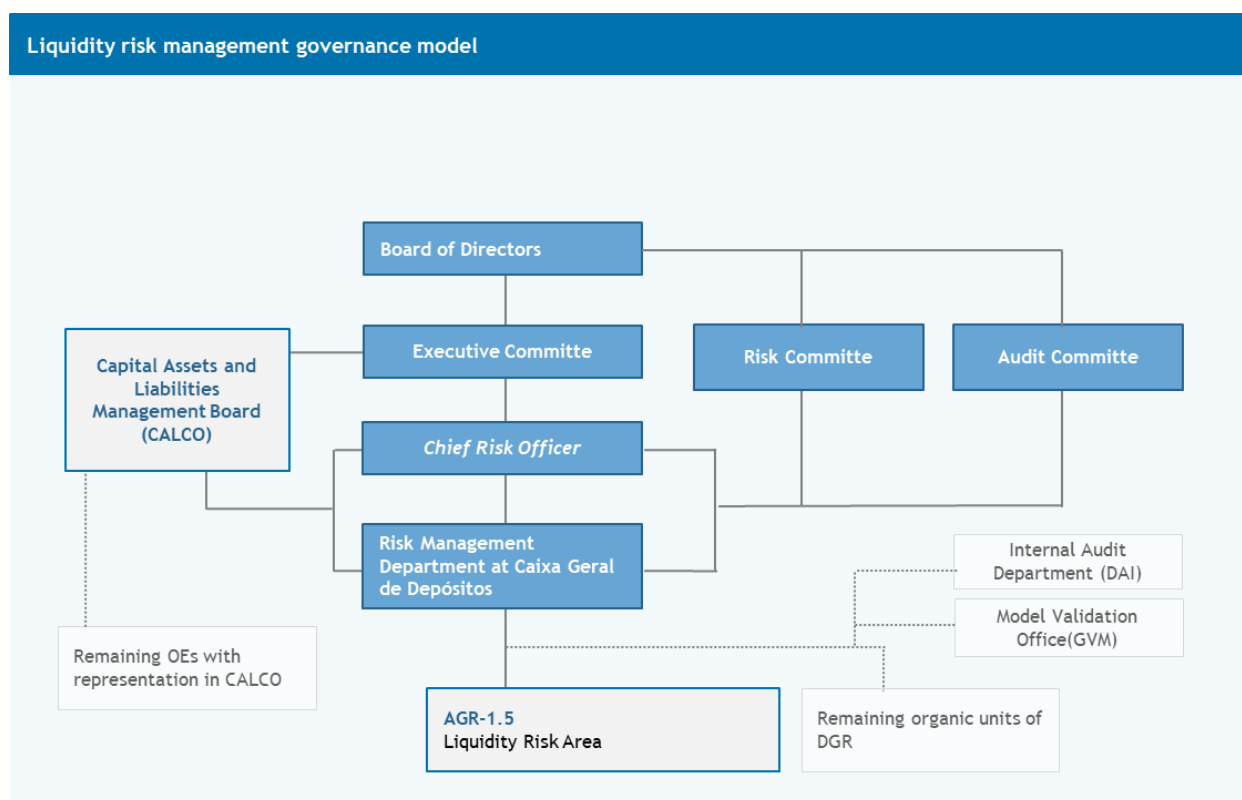 Liquidity risk management governance model
Board of Directors
Capital Assets and
Liabilities
Management Board
(CALCO)
Executive Committe
Risk Committe
Audit Committe
Chief Risk Officer
Risk Management
Department at Caixa Geral
de Depósitos
Internal Audit
Department (DAI)
Model Validation
Office(GVM)
Remaining OEs with
representation in CALCO
AGR-1.5
Liquidity Risk Area
Remaining organic units of
DGR